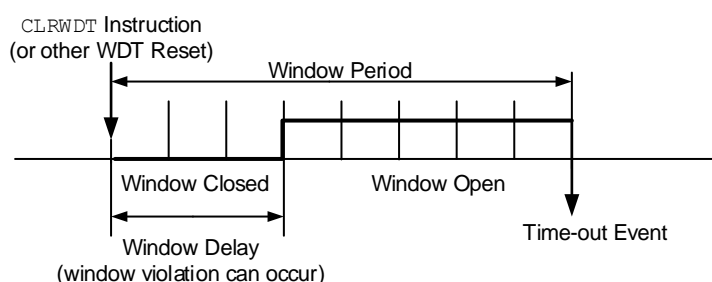 CLRWDT Instruction
(or other WDT Reset)
Window Period
Window Closed
Window Open
Window Delay
(window violation can occur)
Time-out Event